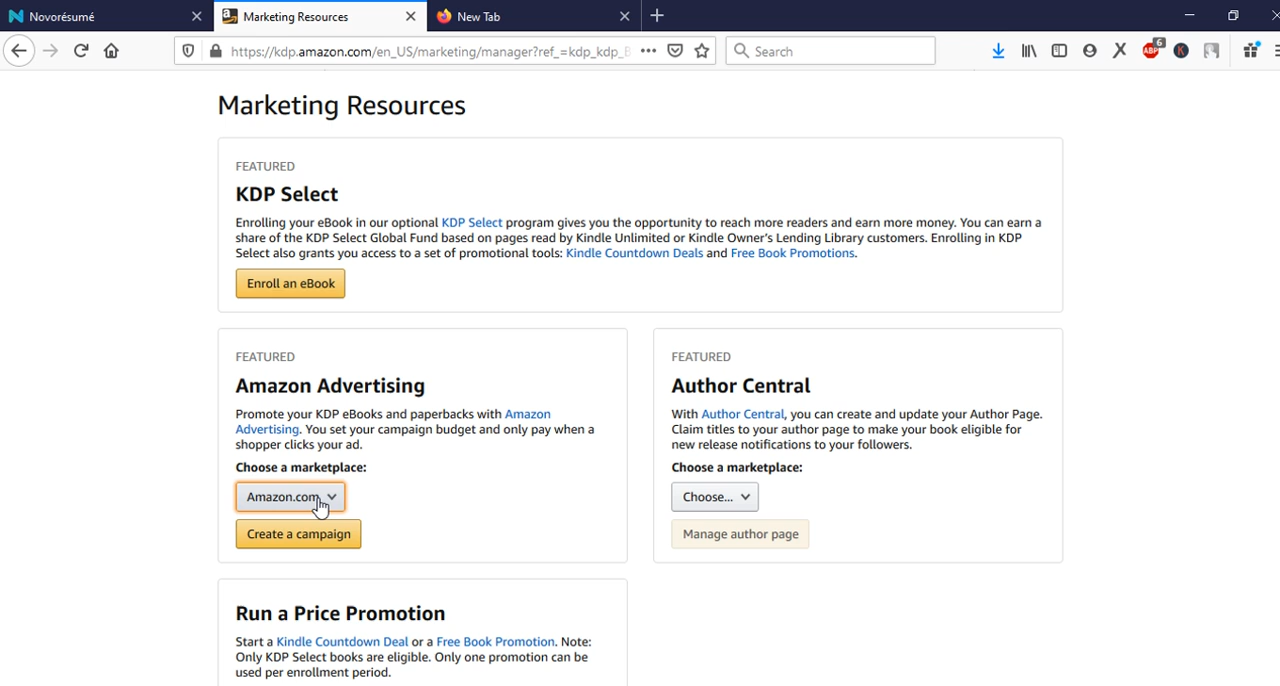 Novorésumé
Marketing Resources
New Tab
https://kdp.amazon.com/en_US/marketing/manager?ref_=kdp_kdp_
Search
ABP
6
K
Marketing Resources
FEATURED
KDP Select
Enrolling your eBook in our optional KDP Select program gives you the opportunity to reach more readers and earn more money. You can earn a
share of the KDP Select Global Fund based on pages read by Kindle Unlimited or Kindle Owner's Lending Library customers. Enrolling in KDP
Select also grants you access to a set of promotional tools: Kindle Countdown Deals and Free Book Promotions.
Enroll an eBook
FEATURED
Amazon Advertising
Promote your KDP eBooks and paperbacks with Amazon
Advertising. You set your campaign budget and only pay when a
shopper clicks your ad.
Choose a marketplace:
Amazon.com
Create a campaign
FEATURED
Author Central
With Author Central, you can create and update your Author Page.
Claim titles to your author page to make your book eligible for
new release notifications to your followers.
Choose a marketplace:
Choose...
Manage author page
Run a Price Promotion
Start a Kindle Countdown Deal or a Free Book Promotion. Note:
Only KDP Select books are eligible. Only one promotion can be
used per enrollment period.